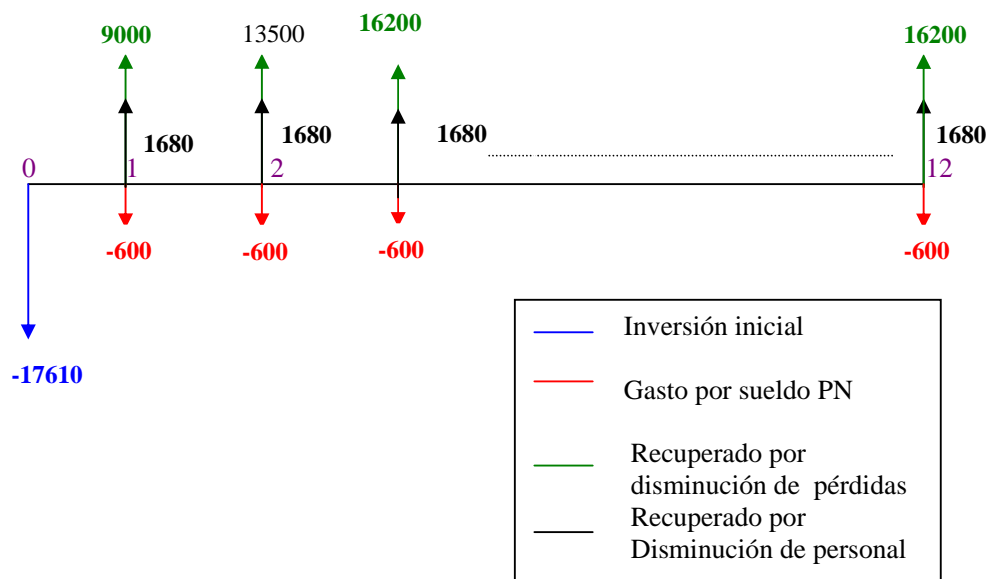 9000 13500 16200 16200
1680 1680 1680 1680
0 1 2 12
-600 -600 -600 -600
-17610
Inversión inicial
Gasto por sueldo PN
Recuperado por
disminución de pérdidas
Recuperado por
Disminución de personal